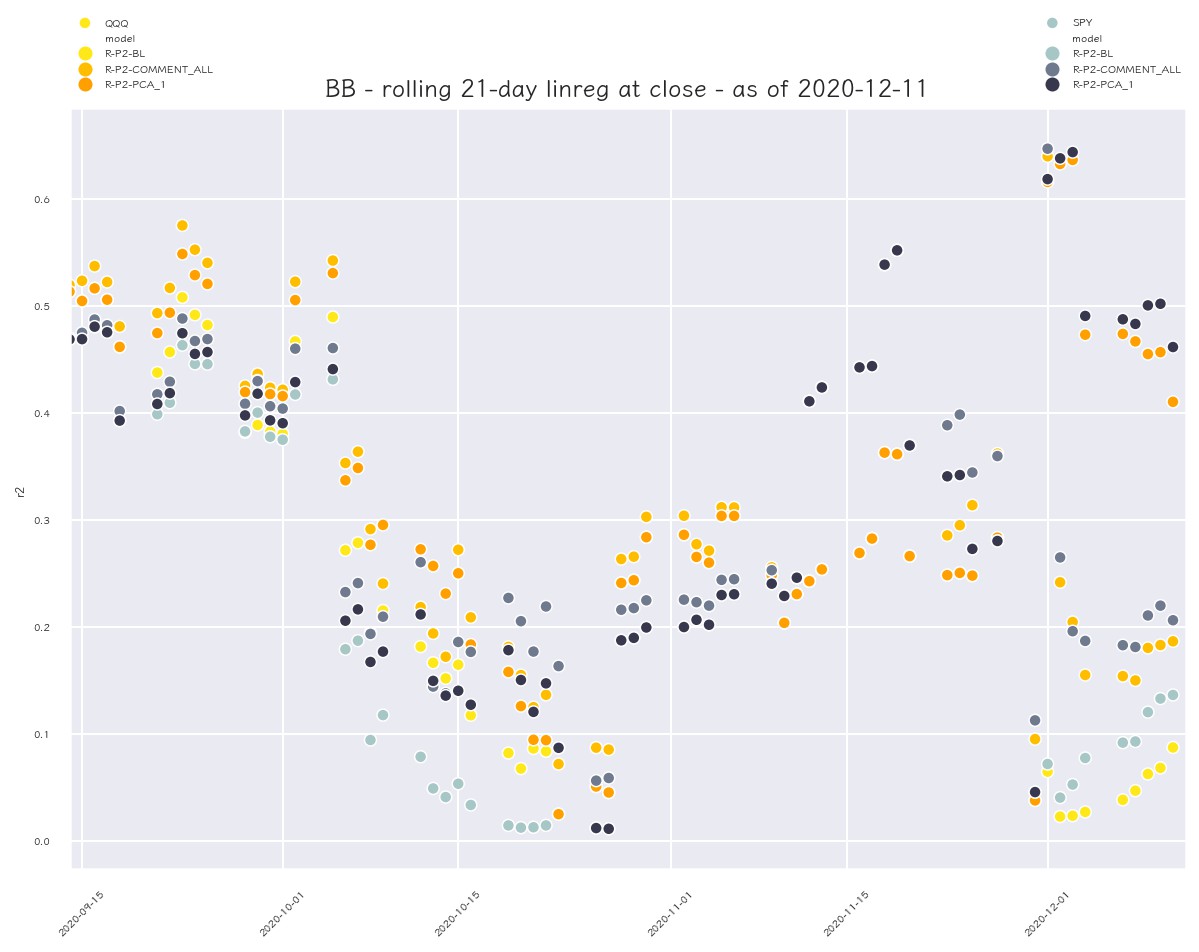 QQQ
model
R-P2-BL
R-P2-COMMENT_ALL
R-P2-PCA_1
SPY
model
R-P2-BL
R-P2-COMMENT_ALL
R-P2-PCA_1
BB - rolling 21-day linreg at close - as of 2020-12-11
r2
0.6
0.5
0.4
0.3
0.2
0.1
0.0
2020-09-15
2020-10-01
2020-10-15
2020-11-01
2020-11-15
2020-12-01